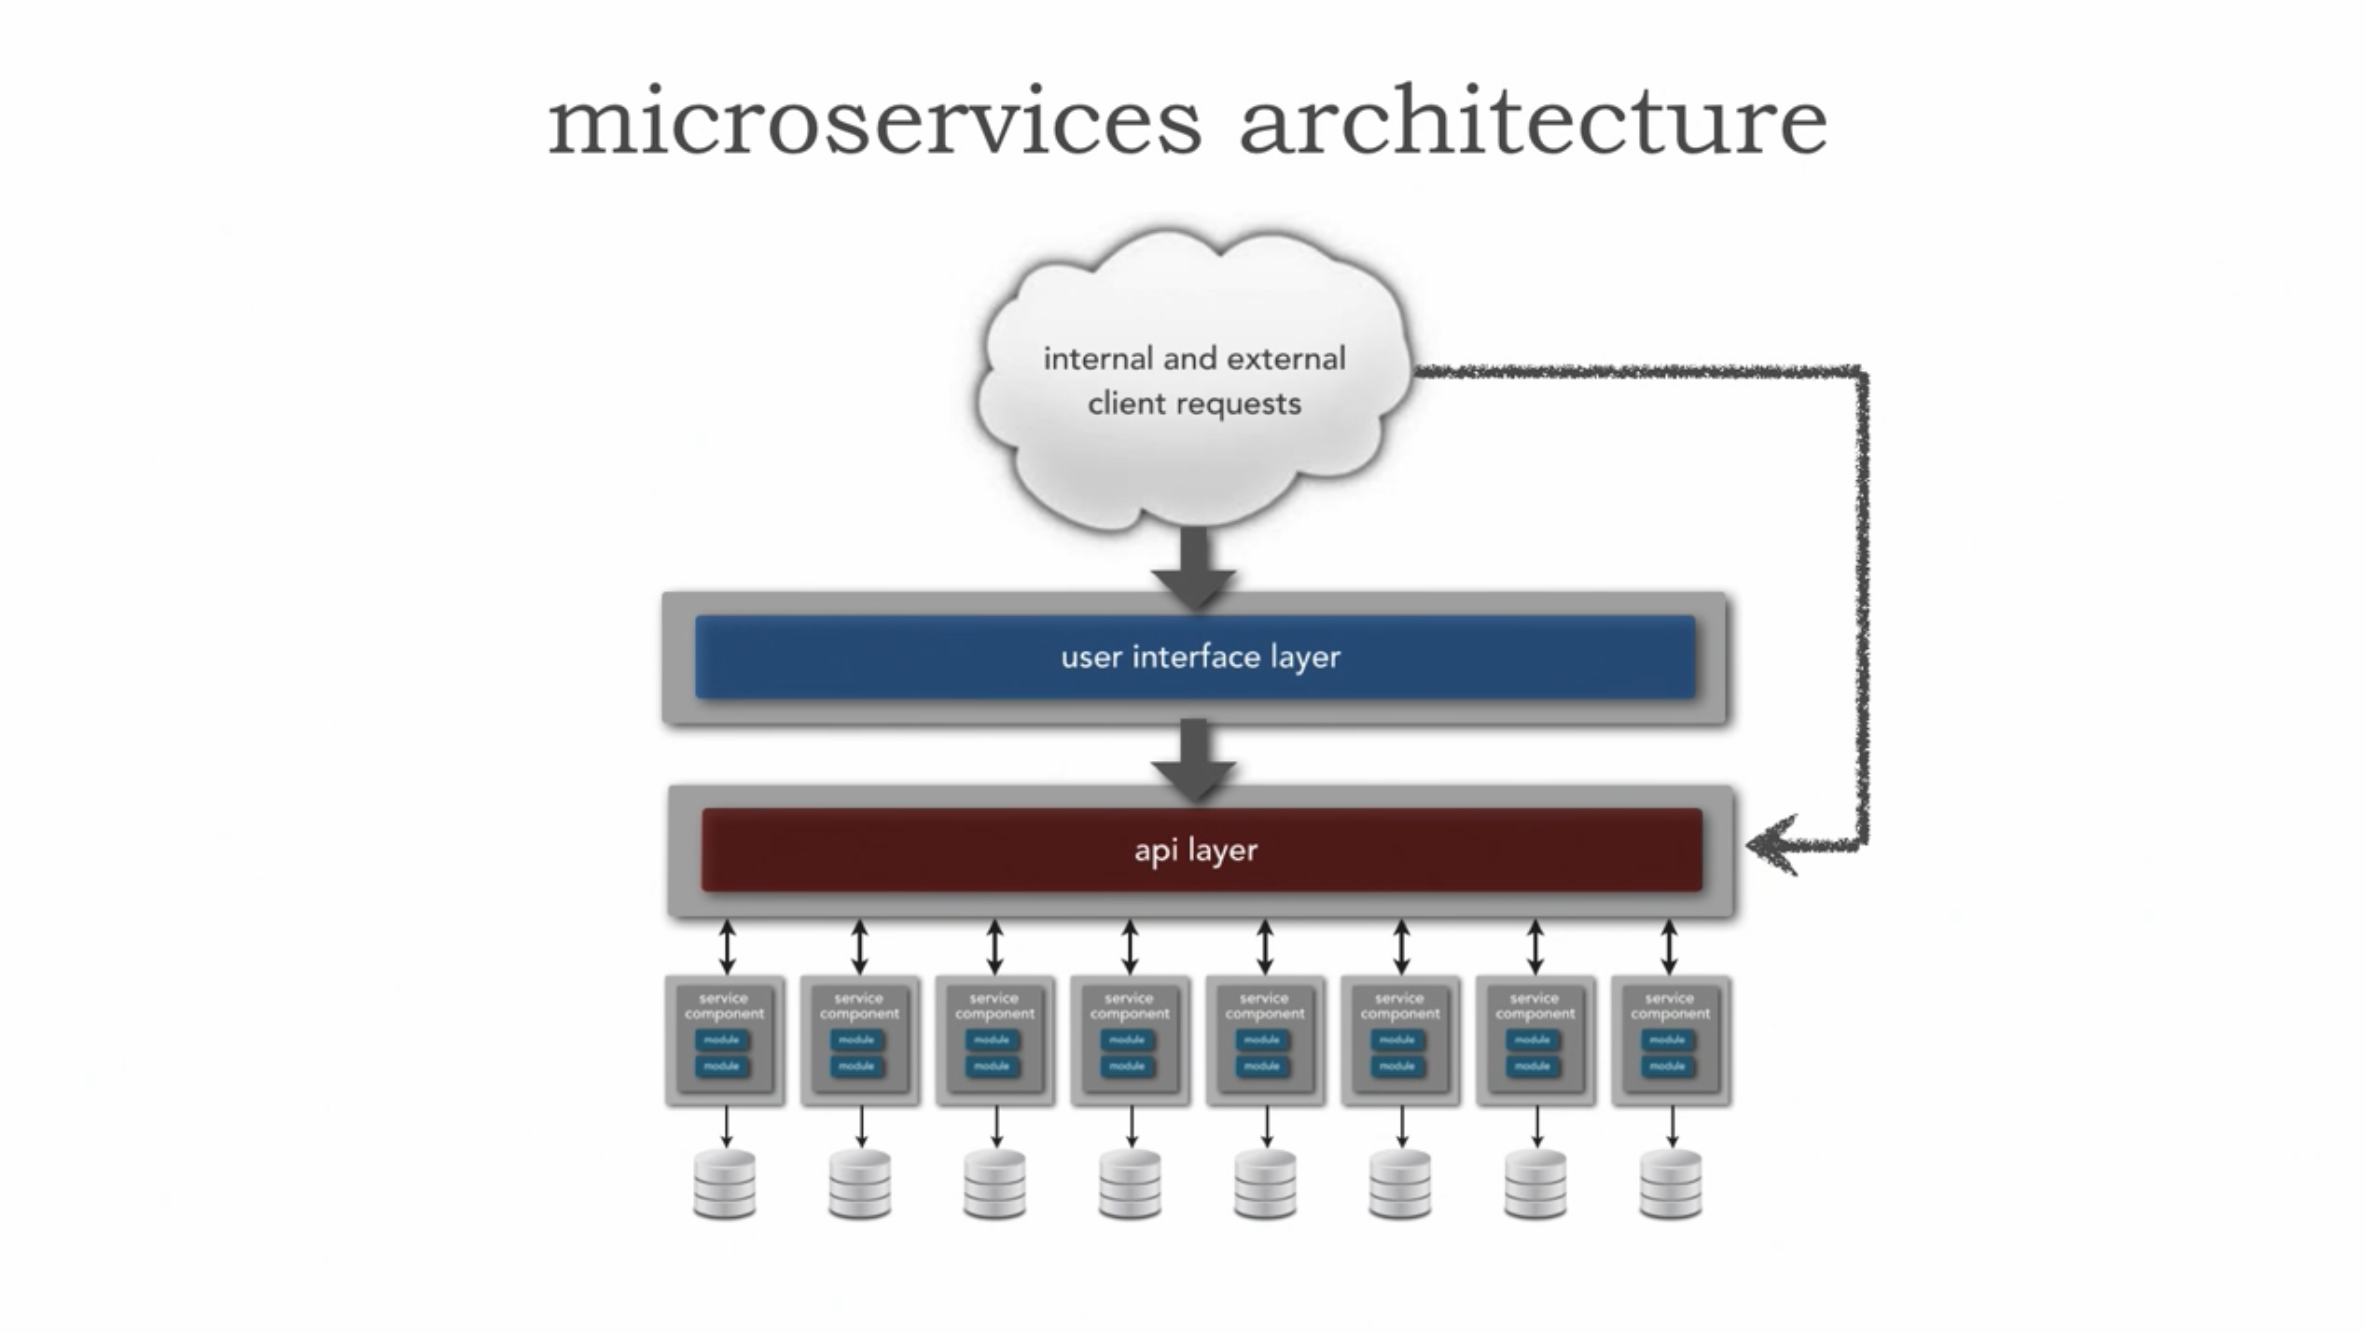 microservices architecture
internal and external
client requests
user interface layer
api layer
service
component
module
module
service
component
module
module
service
component
module
module
service
component
module
module
service
component
module
module
service
component
module
module
service
component
module
module
service
component
module
module